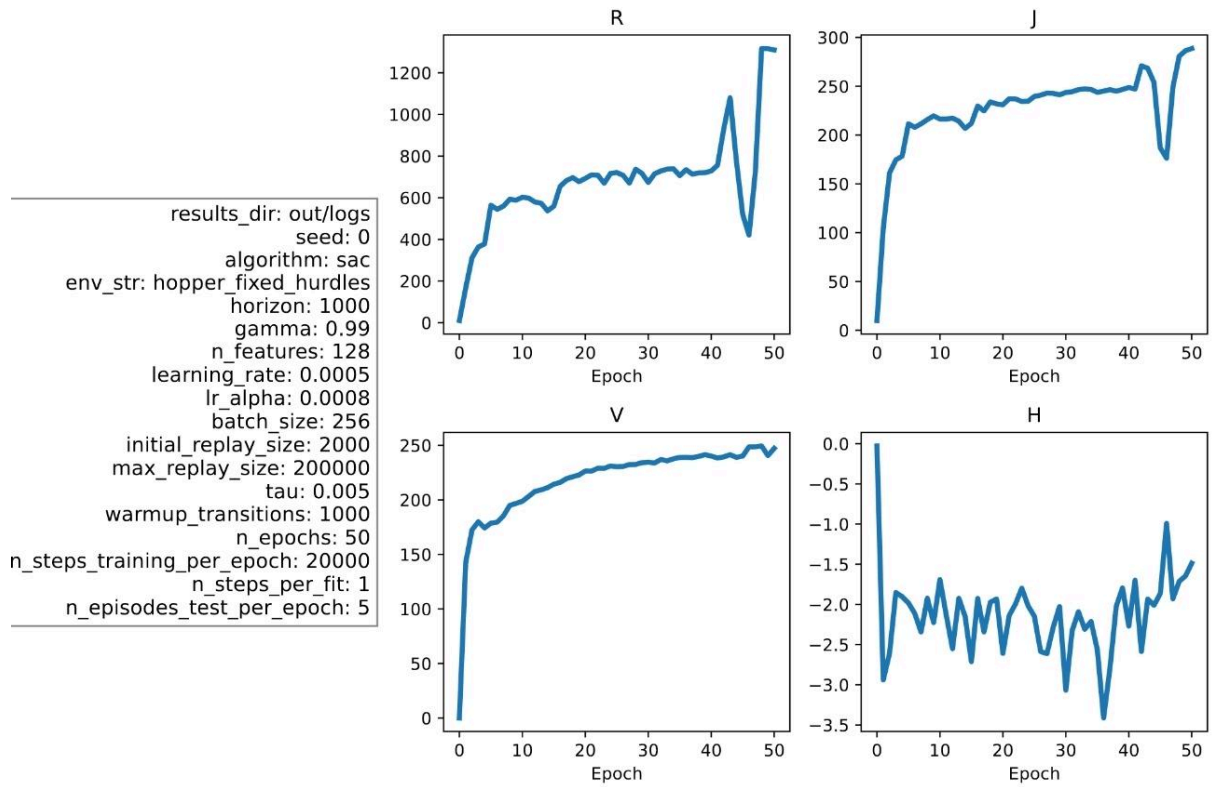 results_dir: out/logs
seed: 0
algorithm: sac
env_str: hopper_fixed_hurdles
horizon: 1000
gamma: 0.99
n_features: 128
learning_rate: 0.0005
lr_alpha: 0.0008
batch_size: 256
initial_replay_size: 2000
max_replay_size: 200000
tau: 0.005
warmup_transitions: 1000
n_epochs: 50
n_steps_training_per_epoch: 20000
n_steps_per_fit: 1
n_episodes_test_per_epoch: 5
R
1200
1000
800
600
400
200
0
0 10 20 30 40 50
Epoch
J
300
250
200
150
100
50
0
0 10 20 30 40 50
Epoch
V
250
200
150
100
50
0
0 10 20 30 40 50
Epoch
H
0.0
−0.5
−1.0
−1.5
−2.0
−2.5
−3.0
−3.5
0 10 20 30 40 50
Epoch